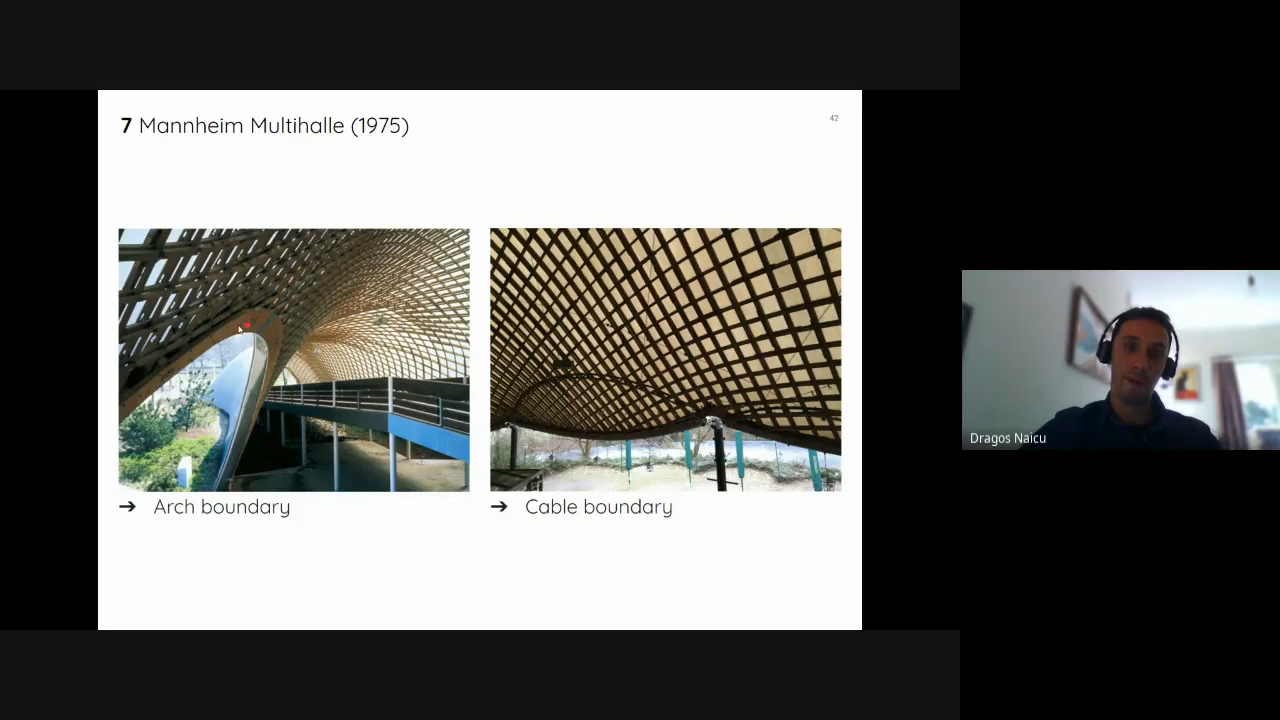 7 Mannheim Multihalle (1975)
42
➔ Arch boundary
➔ Cable boundary
Dragos Naicu